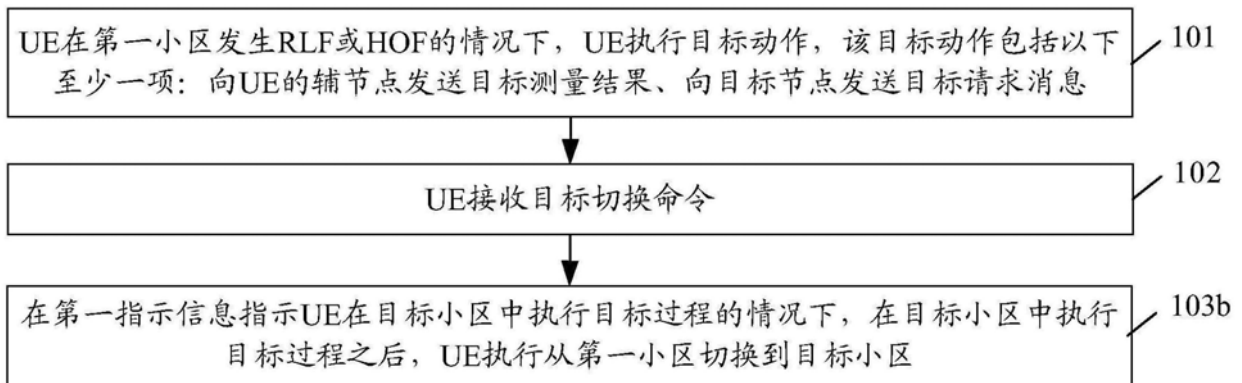 UE在第一小区发生RLF或HOF的情况下，UE执行目标动作，该目标动作包括以下
至少一项：向UE的辅节点发送目标测量结果、向目标节点发送目标请求消息
101
UE接收目标切换命令
102
在第一指示信息指示UE在目标小区中执行目标过程的情况下，在目标小区中执行
目标过程之后，UE执行从第一小区切换到目标小区
103b